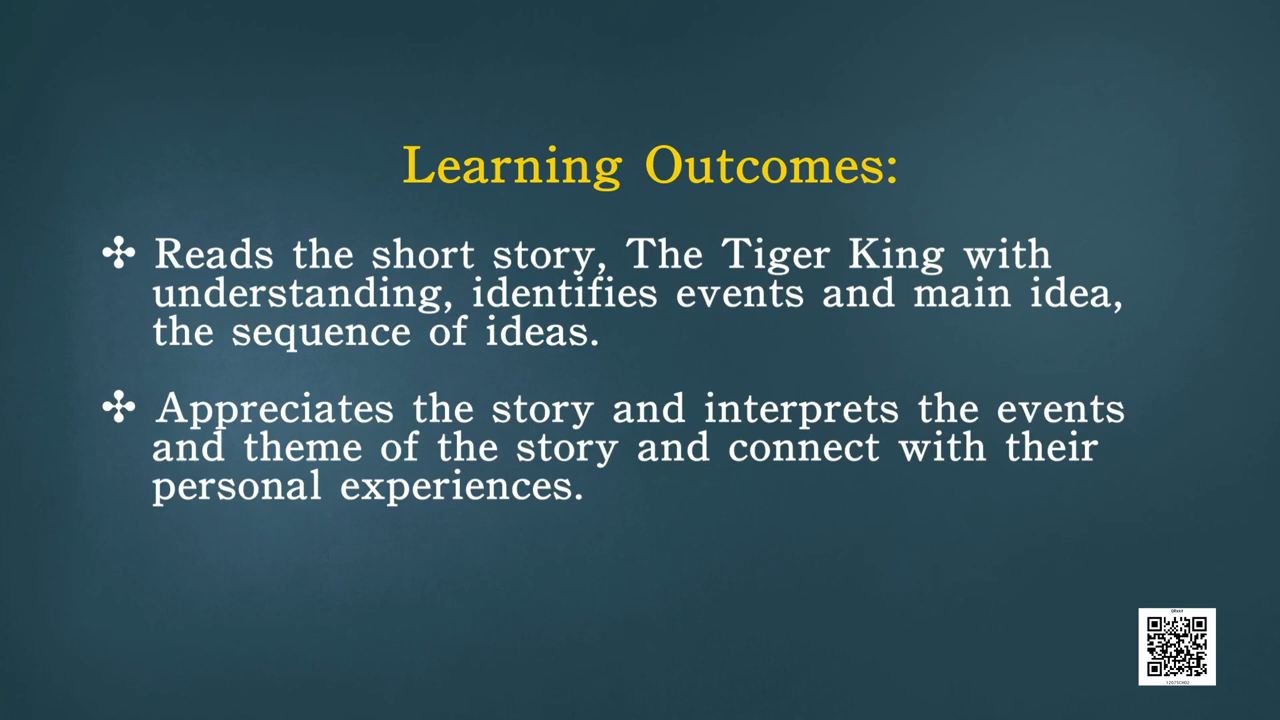 Learning Outcomes:
✣ Reads the short story, The Tiger King with
understanding, identifies events and main idea,
the sequence of ideas.
✣ Appreciates the story and interprets the events
and theme of the story and connect with their
personal experiences.